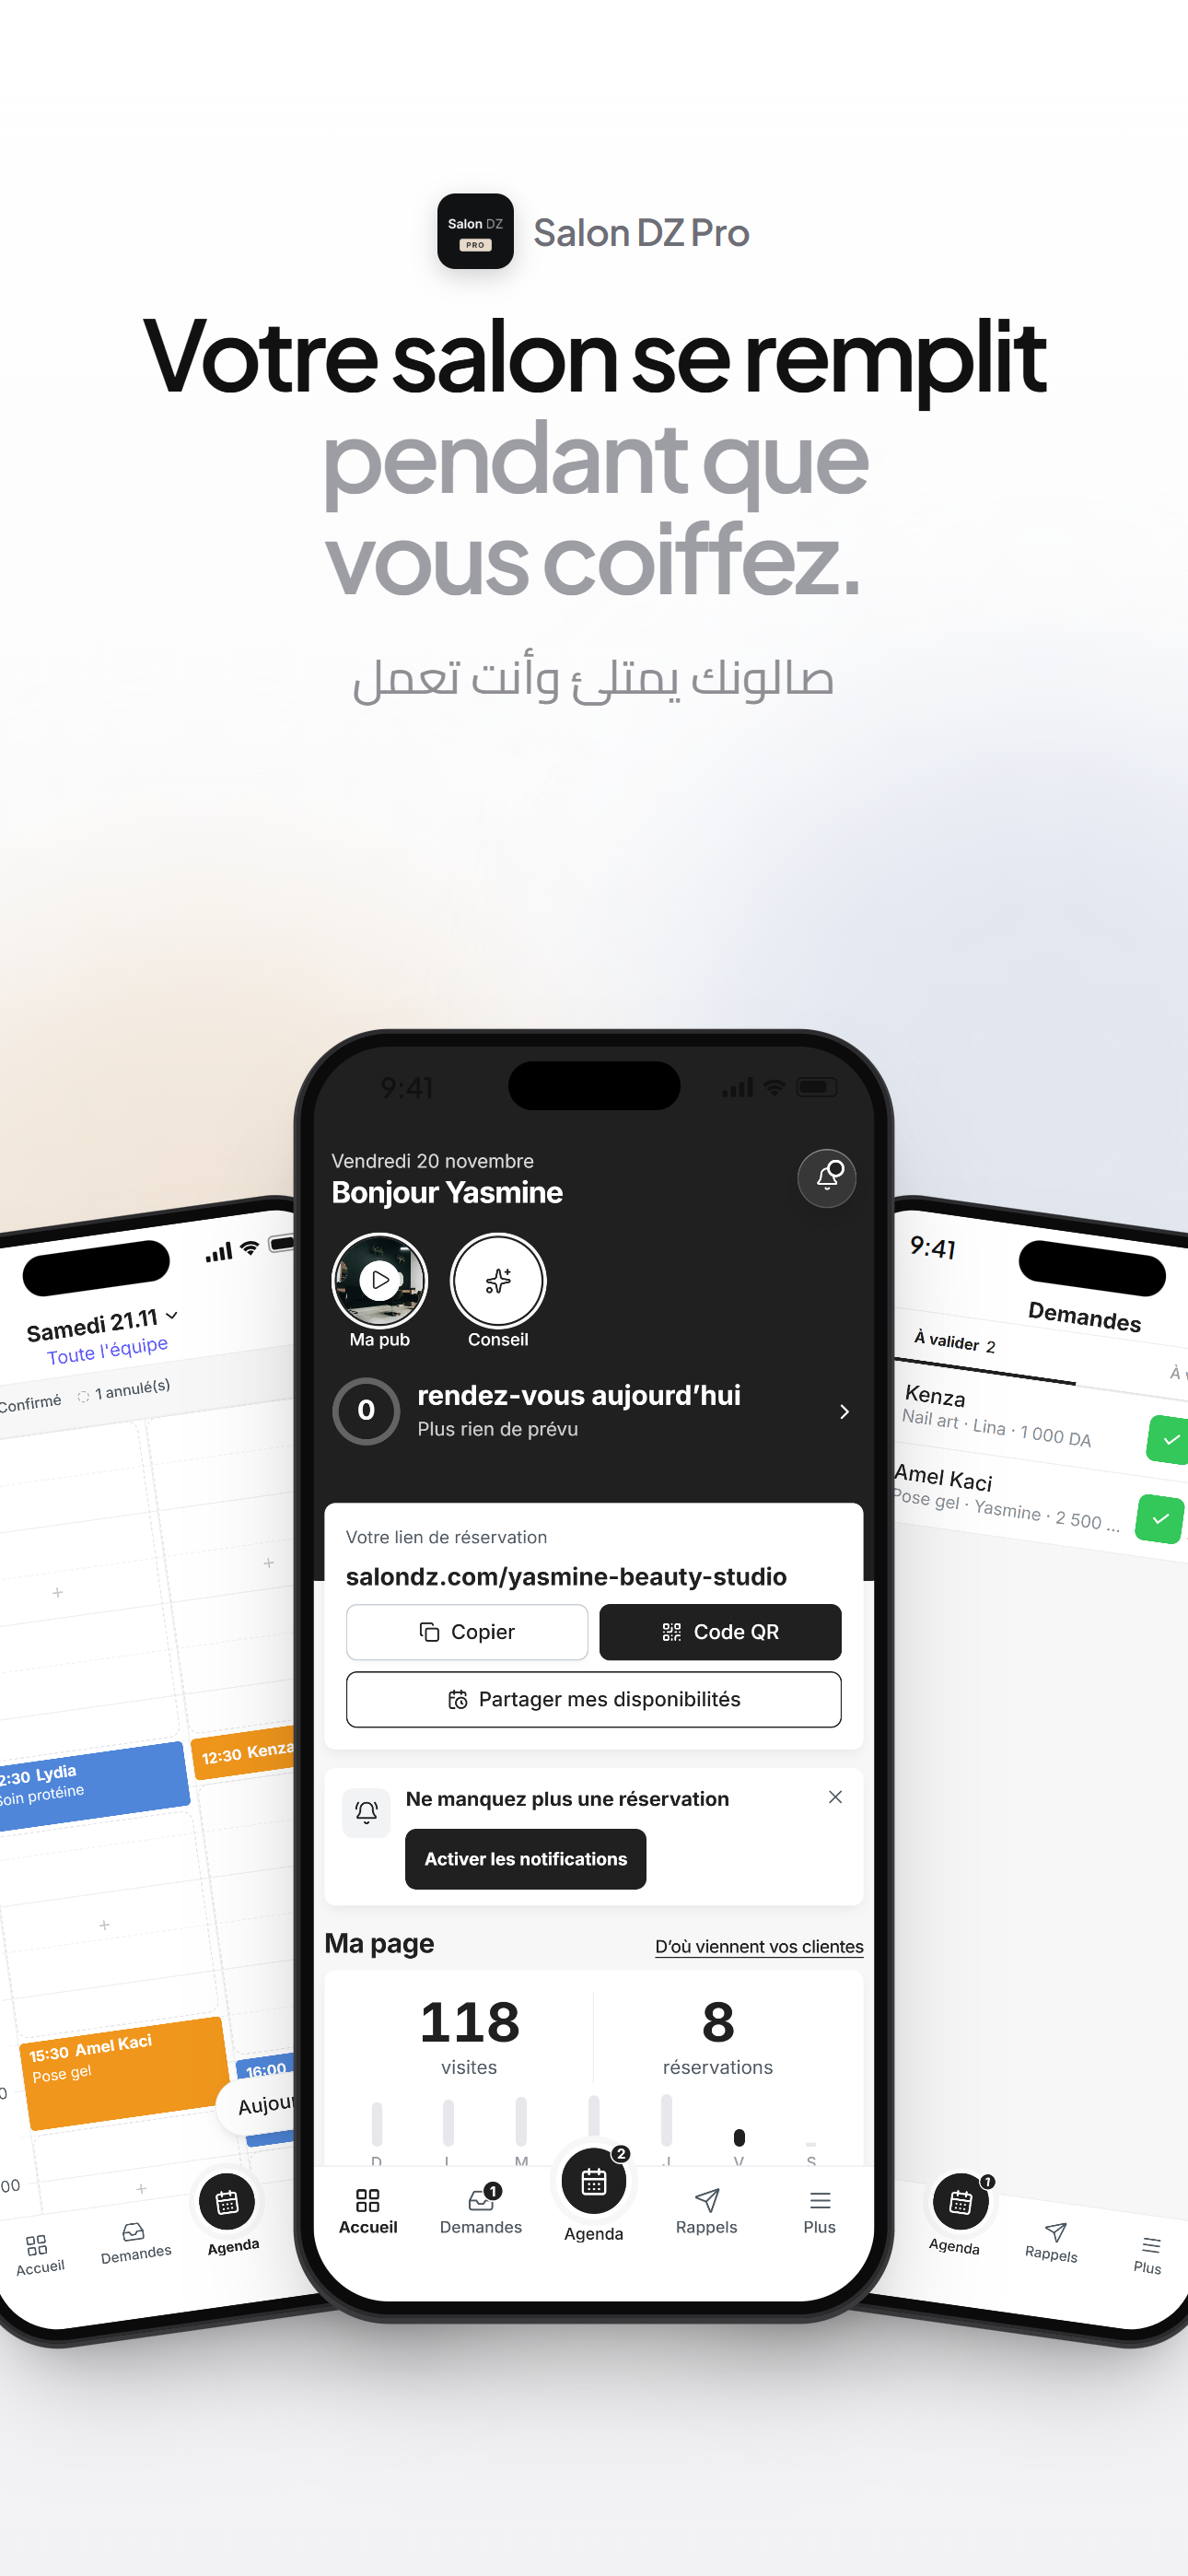 Salon DZ
PRO
Salon DZ Pro
Votre salon se remplit
pendant que
vous coiffez.
صالونك يمتلئ وأنت تعمل
Samedi 21.11
Toute l'équipe
Confirmé
1 annulé(s)
2:30 Lydia
Soin protéine
12:30 Kenza
15:30 Amel Kaci
Pose gel
16:00
Aujour
00
Accueil
Demandes
Agenda
9:41
Vendredi 20 novembre
Bonjour Yasmine
Ma pub
Conseil
0
rendez-vous aujourd’hui
Plus rien de prévu
Votre lien de réservation
salondz.com/yasmine-beauty-studio
Copier
Code QR
Partager mes disponibilités
Ne manquez plus une réservation
Activer les notifications
Ma page
D’où viennent vos clientes
118
visites
8
réservations
D L M J V S
2
1
Accueil
Demandes
Agenda
Rappels
Plus
9:41
Demandes
À valider 2
Kenza
Nail art · Lina · 1 000 DA
Amel Kaci
Pose gel · Yasmine · 2 500 ...
1
Agenda
Rappels
Plus